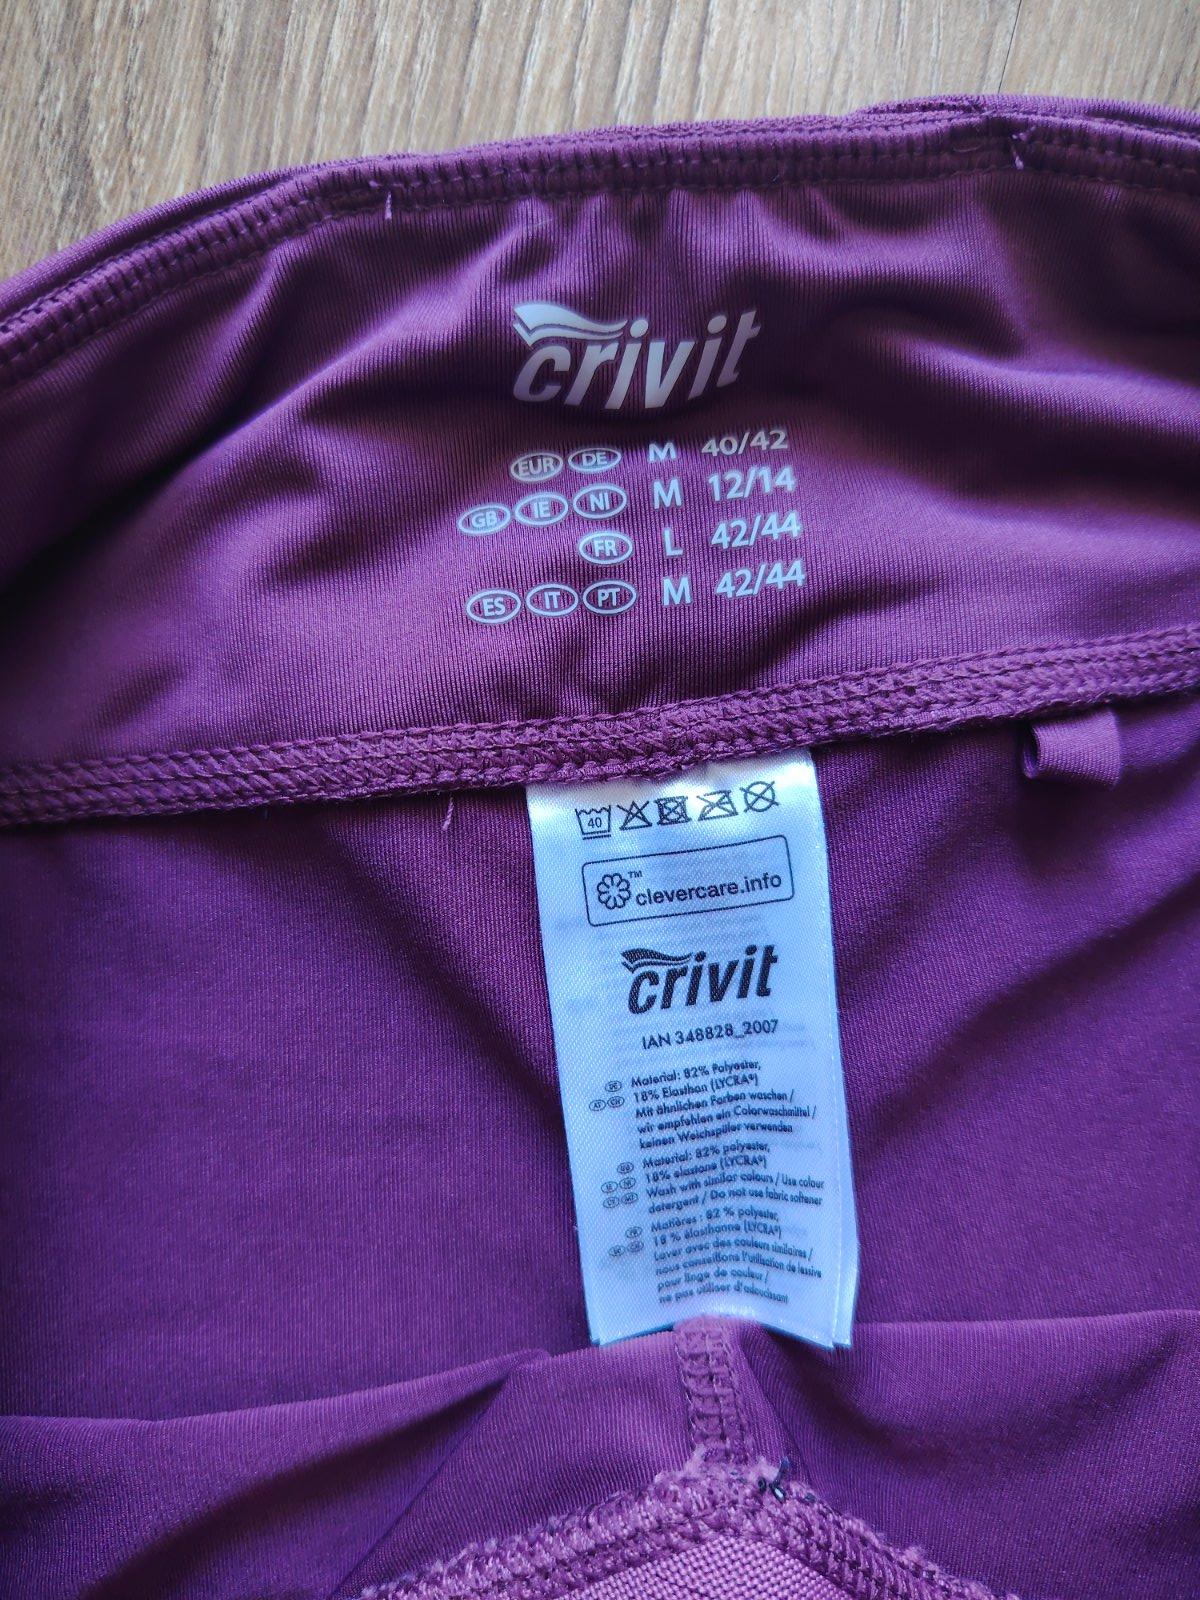 crivit
EUR DE M 40/42
GB IE NI M 12/14
FR L 42/44
ES IT PT M 42/44
40
TM clevercare.info
crivit
IAN 348828_2007
DE Material: 82% Polyester,
AT CH 18% Elasthan (LYCRA®)
Mit ähnlichen Farben waschen /
wir empfehlen ein Colorwaschmittel /
keinen Weichspüler verwenden
Material: 82% polyester,
18% elastane (LYCRA®)
Wash with similar colours / Use colour
detergent / Do not use fabric softener
Matières : 82 % polyester,
18 % élasthanne (LYCRA®)
Laver avec des couleurs similaires /
nous conseillons l'utilisation de lessive
pour linge de couleur /
ne pas utiliser d'adoucissant